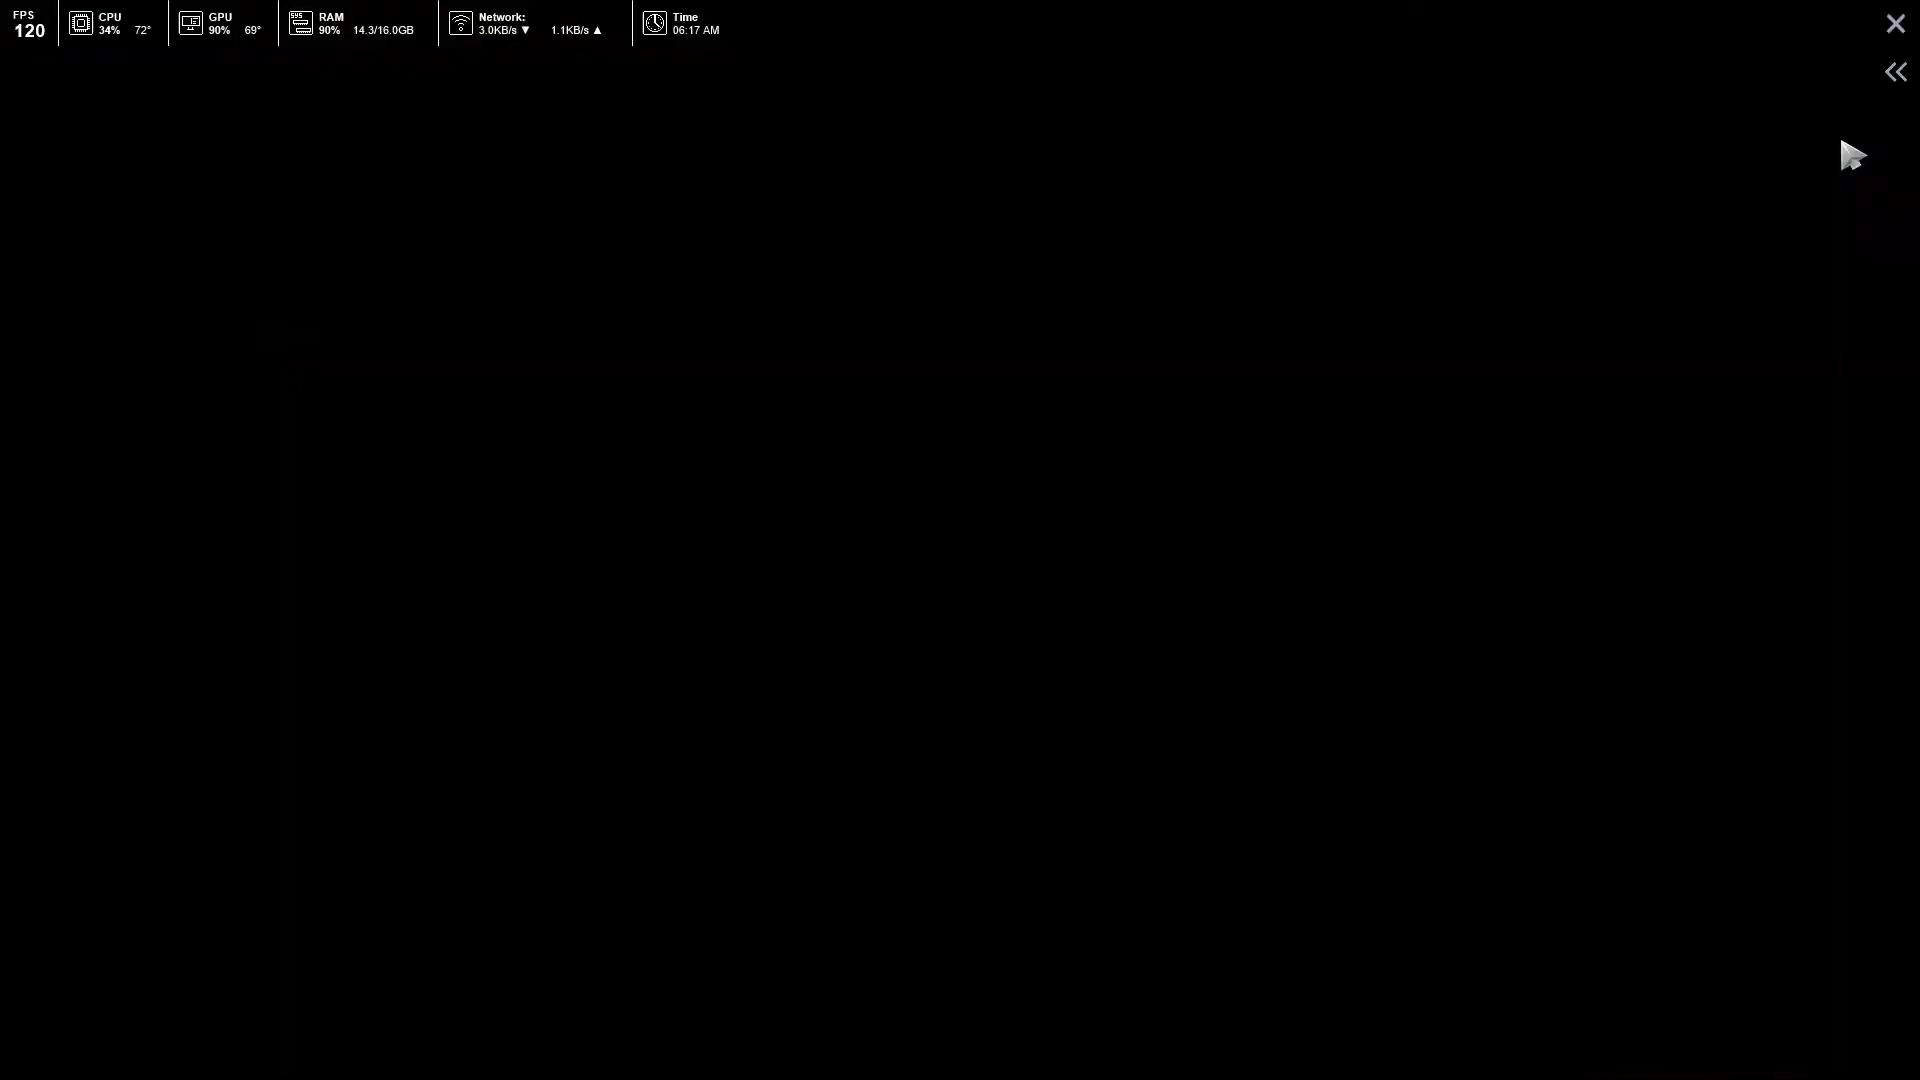 FPS
120
CPU
34% 72°
GPU
90% 69°
SYS
RAM
90% 14.3/16.0GB
Network:
3.0KB/s ▼ 1.1KB/s ▲
Time
06:17 AM